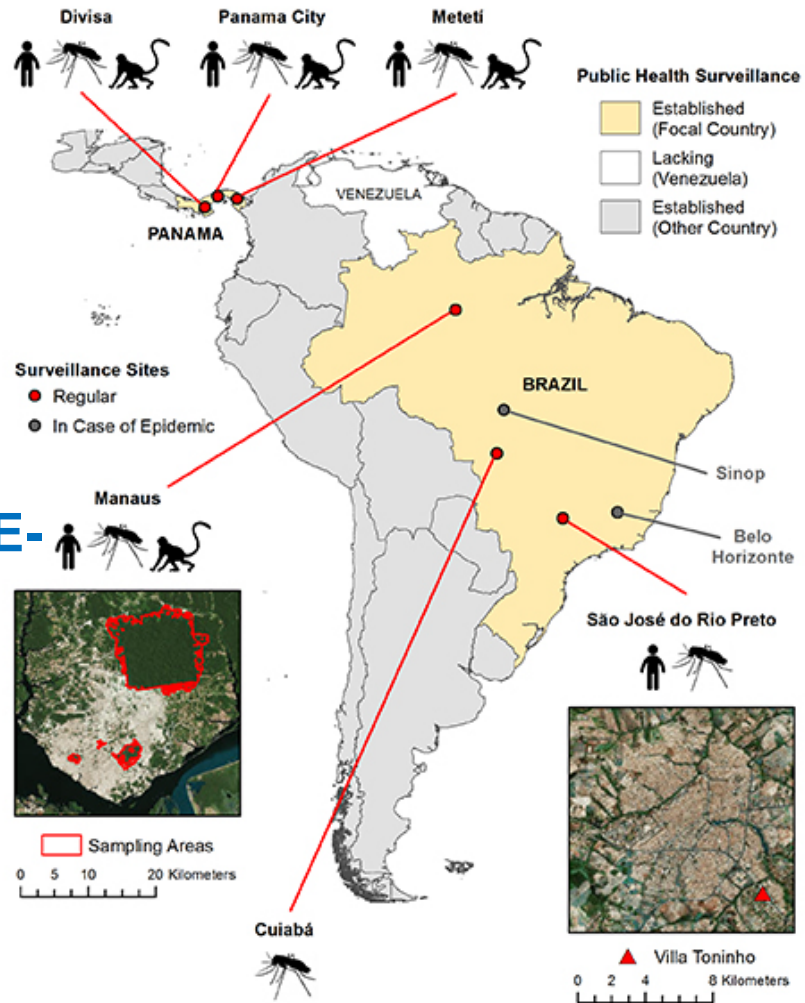 Divisa
Panama City
Metetí
Public Health Surveillance
Established
(Focal Country)
Lacking
(Venezuela)
Established
(Other Country)
VENEZUELA
PANAMA
Surveillance Sites
Regular
In Case of Epidemic
BRAZIL
Sinop
Belo
Horizonte
Manaus
E-
São José do Rio Preto
Sampling Areas
0 5 10 20 Kilometers
Cuiabá
Villa Toninho
0 2 4 8 Kilometers